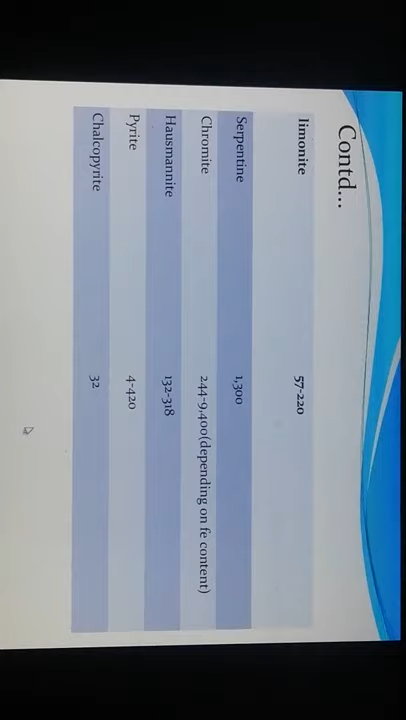 Contd...
limonite 57-220
Serpentine 1,300
Chromite 244-9,400(depending on fe content)
Hausmannite 132-318
Pyrite 4-420
Chalcopyrite 32